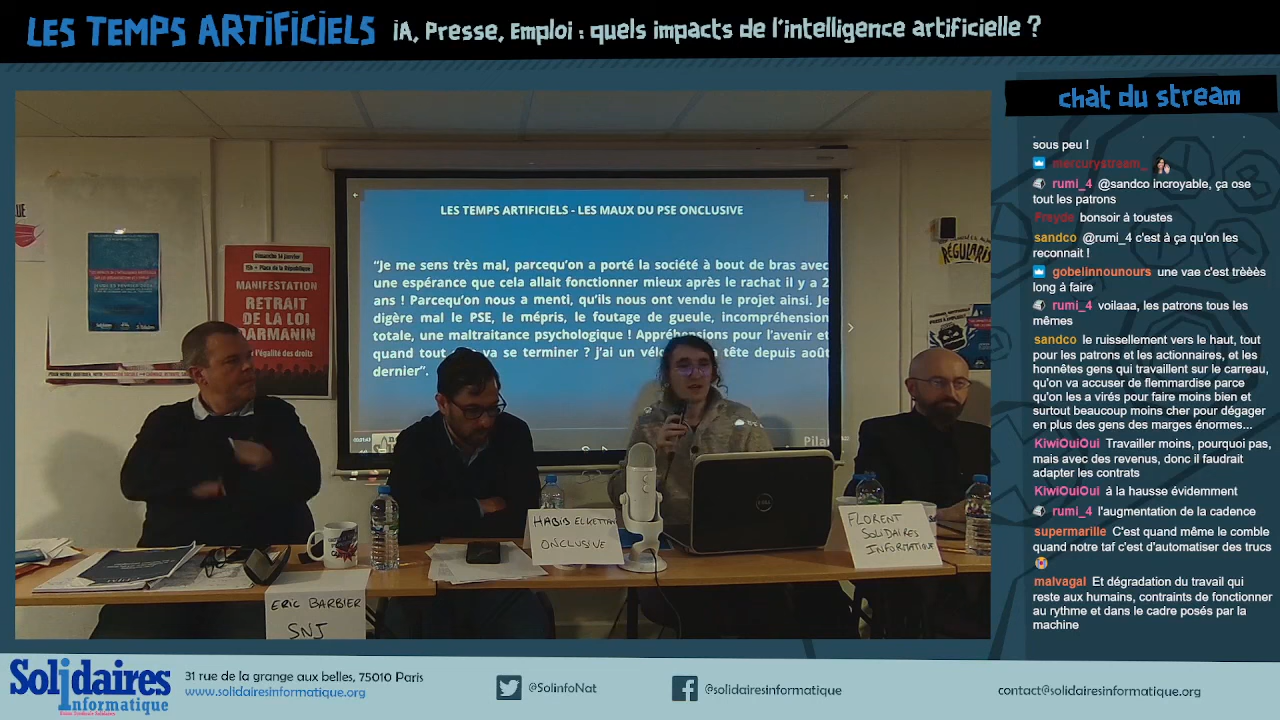 LES TEMPS ARTIFICIELS
IA, Presse, Emploi : quels impacts de l'intelligence artificielle ?
chat du stream
sous peu !
mercurystream_
rumi_4 @sandco incroyable, ça ose
tout les patrons
Freyde bonsoir à toustes
sandco @rumi_4 c'est à ça qu'on les
reconnait !
gobelinnounours une vae c'est trèèès
long à faire
rumi_4 voilaaa, les patrons tous les
mêmes
sandco le ruissellement vers le haut, tout
pour les patrons et les actionnaires, et les
honnêtes gens qui travaillent sur le carreau,
qu'on va accuser de flemmardise parce
qu'on les a virés pour faire moins bien et
surtout beaucoup moins cher pour dégager
en plus des gens des marges énormes...
KiwiOuiOui Travailler moins, pourquoi pas,
mais avec des revenus, donc il faudrait
adapter les contrats
KiwiOuiOui à la hausse évidemment
rumi_4 l'augmentation de la cadence
supermarille C'est quand même le comble
quand notre taf c'est d'automatiser des trucs
malvagal Et dégradation du travail qui
reste aux humains, contraints de fonctionner
au rythme et dans le cadre posés par la
machine
LES TEMPS ARTIFICIELS - LES MAUX DU PSE ONCLUSIVE
"Je me sens très mal, parcequ'on a porté la société à bout de bras avec
une espérance que cela allait fonctionner mieux après le rachat il y a 2
ans ! Parcequ'on nous a menti, qu'ils nous ont vendu le projet ainsi. Je
digère mal le PSE, le mépris, le foutage de gueule, incompréhension
totale, une maltraitance psychologique ! Appréhensions pour l'avenir et
quand tout va se terminer ? j'ai un vélo tête depuis août
dernier".
dimanche 14 janvier
Place de la République
MANIFESTATION
RETRAIT
DE LA LOI
DARMANIN
l'égalité des droits
RÉGULARIS
HABIB ELKETTAN
ONCLUSIVE
FLORENT
SOLIDAIRES
INFORMATIQUE
ERIC BARBIER
SNJ
DELL
Solidaires
Informatique
31 rue de la grange aux belles, 75010 Paris
www.solidairesinformatique.org
@SolinfoNat
@solidairesinformatique
contact@solidairesinformatique.org